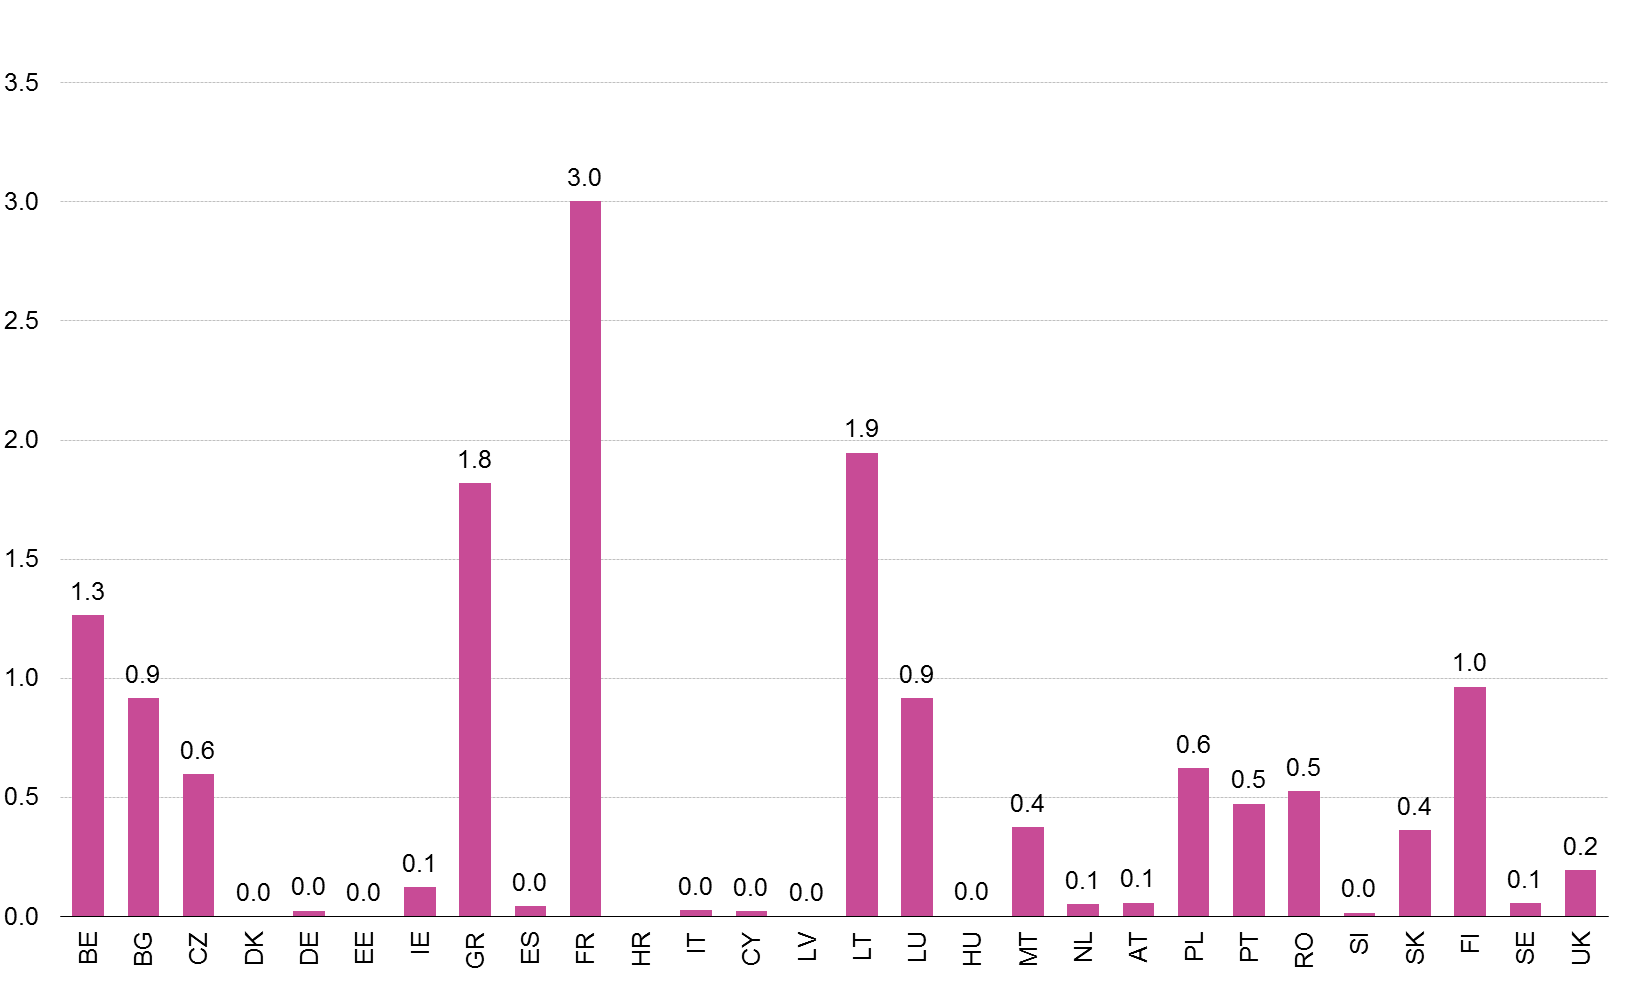 3.5
3.0
2.5
2.0
1.5
1.0
0.5
0.0
1.3
0.9
0.6
0.0
0.0
0.0
0.1
1.8
0.0
3.0
0.0
0.0
0.0
1.9
0.9
0.0
0.4
0.1
0.1
0.6
0.5
0.5
0.0
0.4
1.0
0.1
0.2
BE
BG
CZ
DK
DE
EE
IE
GR
ES
FR
HR
IT
CY
LV
LT
LU
HU
MT
NL
AT
PL
PT
RO
SI
SK
FI
SE
UK